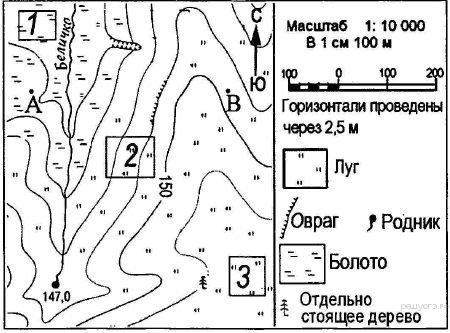 1
Беличка
А
В
2
150
3
147,0
С
Ю
Масштаб 1: 10 000
В 1 см 100 м
100 0 100 200
Горизонтали проведены
через 2,5 м
Луг
Овраг Родник
Болото
Отдельно
стоящее дерево